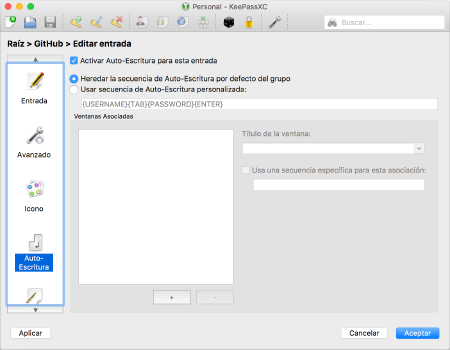 Personal - KeePassXC
Buscar...
Raíz > GitHub > Editar entrada
Entrada
Avanzado
Icono
Auto-
Escritura
Activar Auto-Escritura para esta entrada
Heredar la secuencia de Auto-Escritura por defecto del grupo
Usar secuencia de Auto-Escritura personalizada:
{USERNAME}{TAB}{PASSWORD}{ENTER}
Ventanas Asociadas
Título de la ventana:
Usa una secuencia específica para esta asociación:
+
-
Aplicar
Cancelar
Aceptar